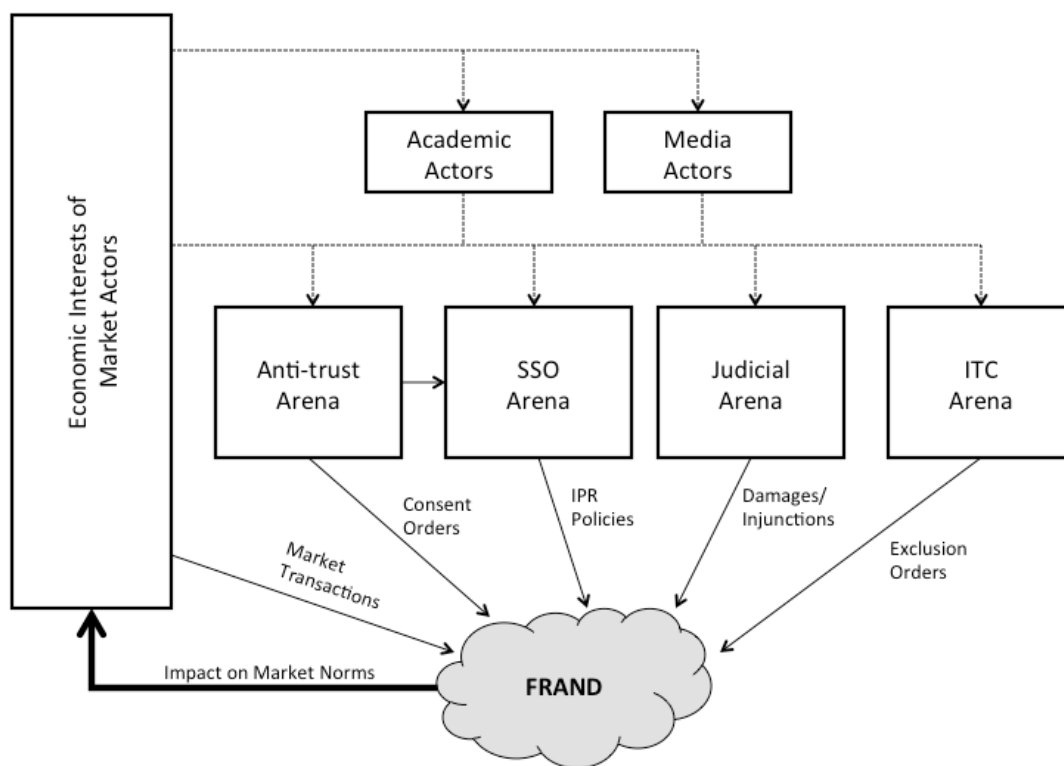 Economic Interests of
Market Actors
Academic
Actors
Media
Actors
Anti-trust
Arena
SSO
Arena
Judicial
Arena
ITC
Arena
Consent
Orders
IPR
Policies
Damages/
Injunctions
Exclusion
Orders
Market
Transactions
Impact on Market Norms
FRAND